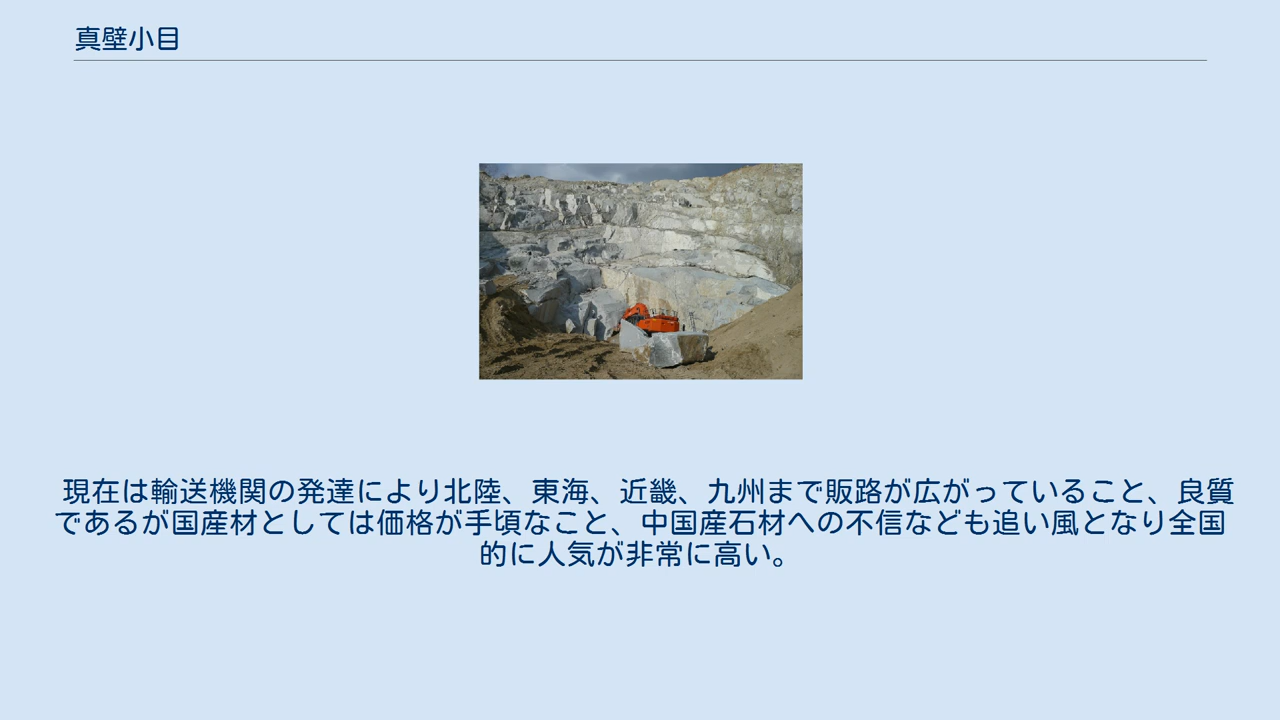 真壁小目
現在は輸送機関の発達により北陸、東海、近畿、九州まで販路が広がっていること、良質
であるが国産材としては価格が手頃なこと、中国産石材への不信なども追い風となり全国
的に人気が非常に高い。